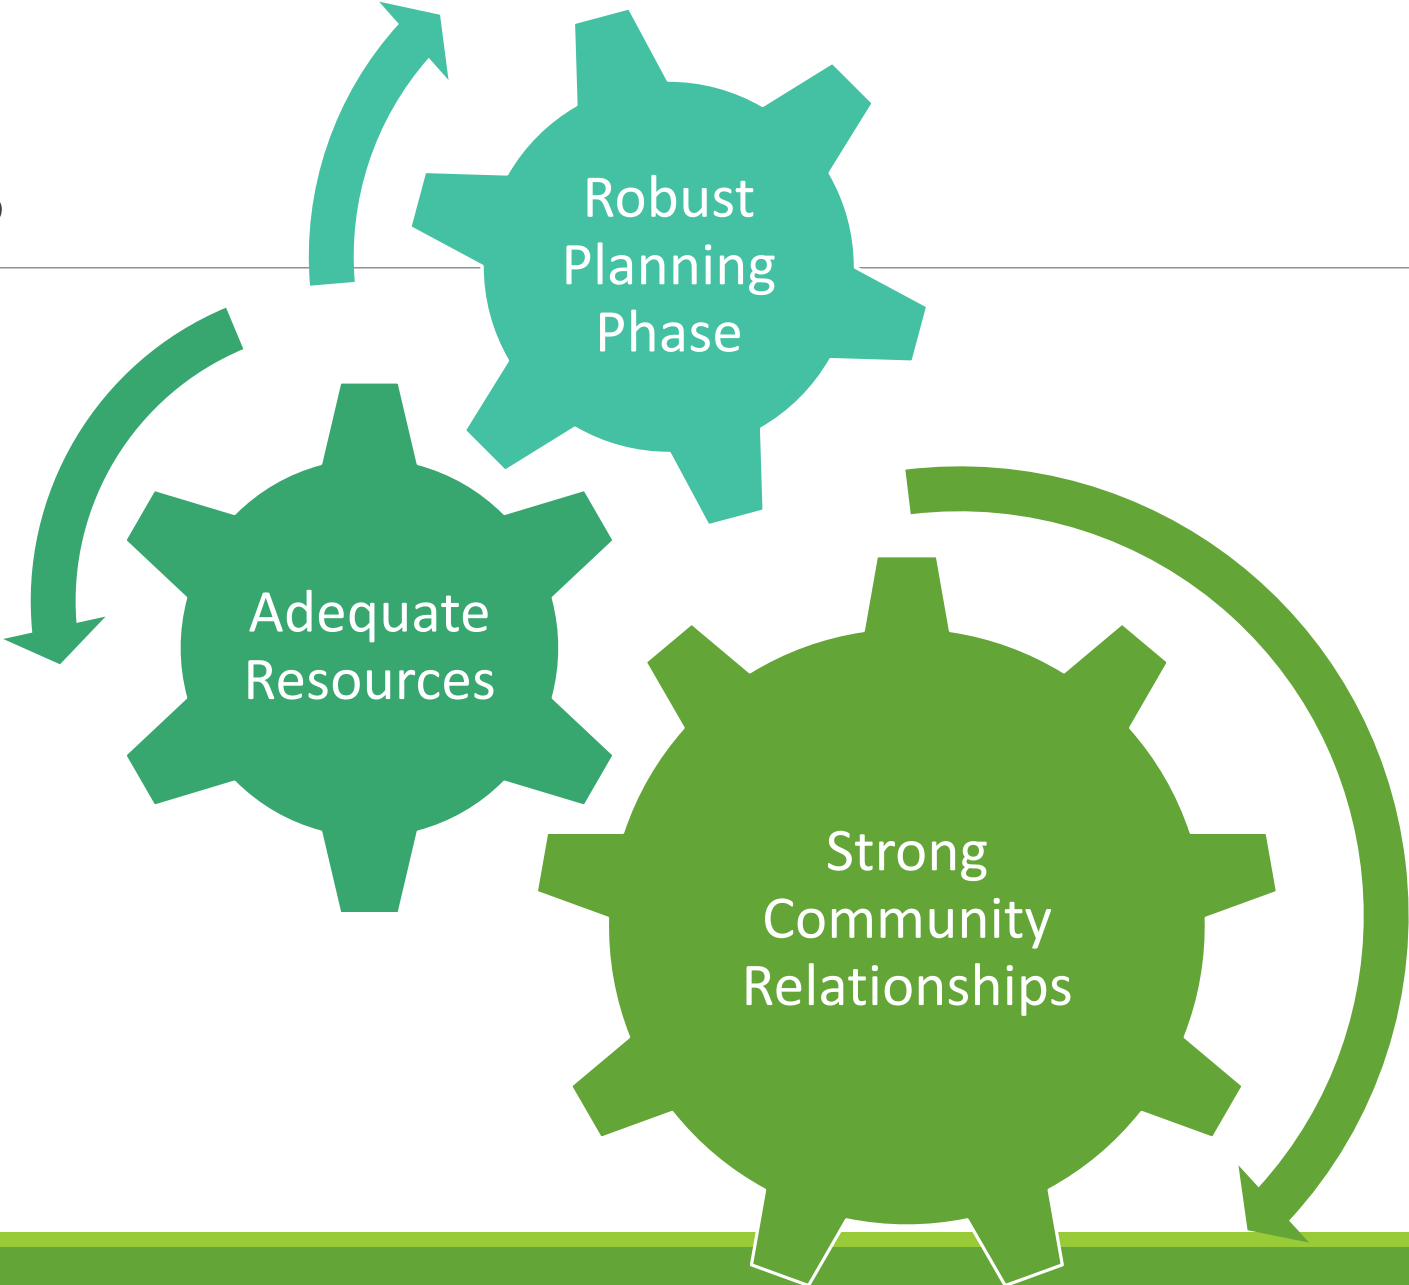 Robust
Planning
Phase
Adequate
Resources
Strong
Community
Relationships